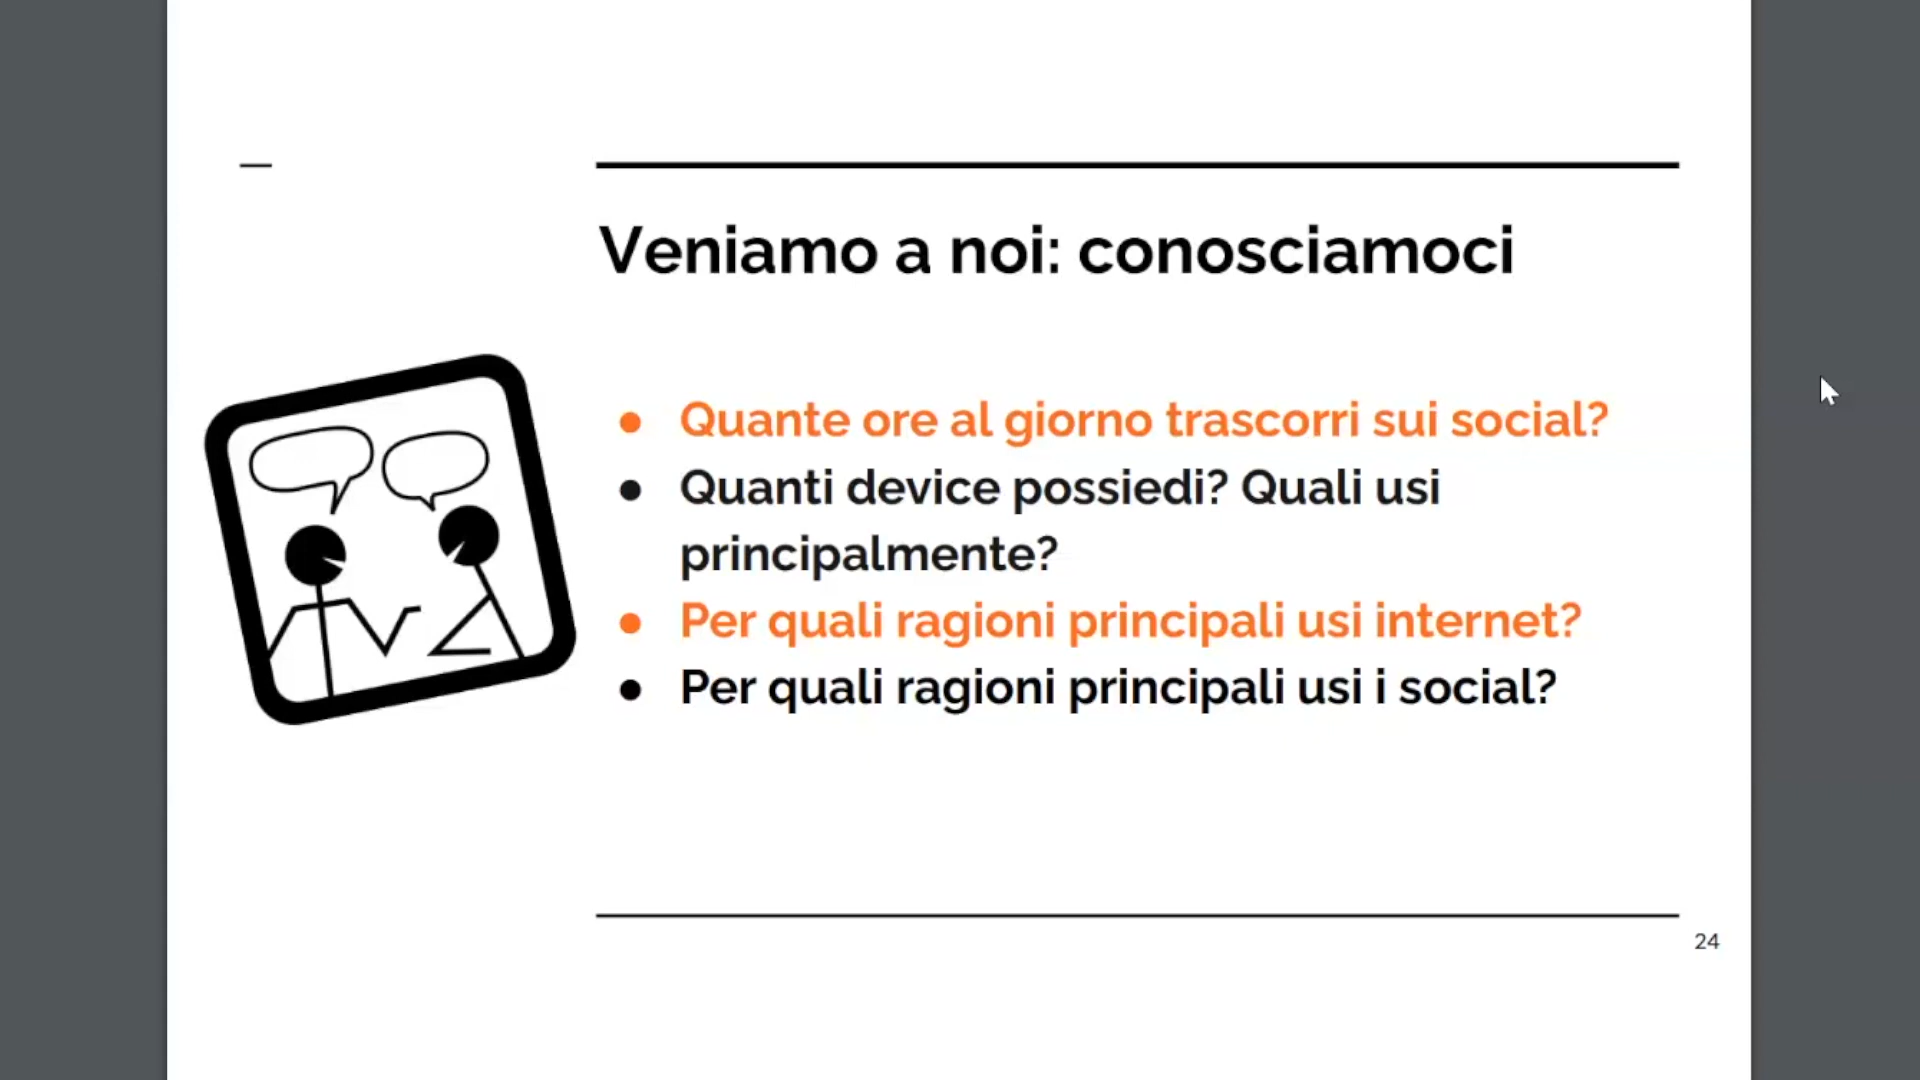 Veniamo a noi: conosciamoci
● Quante ore al giorno trascorri sui social?
● Quanti device possiedi? Quali usi
principalmente?
● Per quali ragioni principali usi internet?
● Per quali ragioni principali usi i social?
24